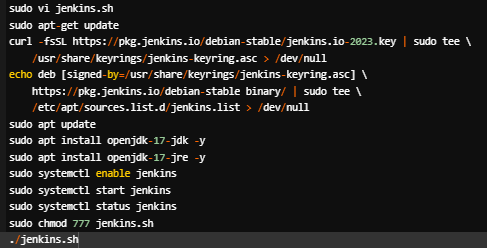 sudo vi jenkins.sh
sudo apt-get update
curl -fsSL https://pkg.jenkins.io/debian-stable/jenkins.io-2023.key | sudo tee \
/usr/share/keyrings/jenkins-keyring.asc > /dev/null
echo deb [signed-by=/usr/share/keyrings/jenkins-keyring.asc] \
https://pkg.jenkins.io/debian-stable binary/ | sudo tee \
/etc/apt/sources.list.d/jenkins.list > /dev/null
sudo apt update
sudo apt install openjdk-17-jdk -y
sudo apt install openjdk-17-jre -y
sudo systemctl enable jenkins
sudo systemctl start jenkins
sudo systemctl status jenkins
sudo chmod 777 jenkins.sh
./jenkins.sh